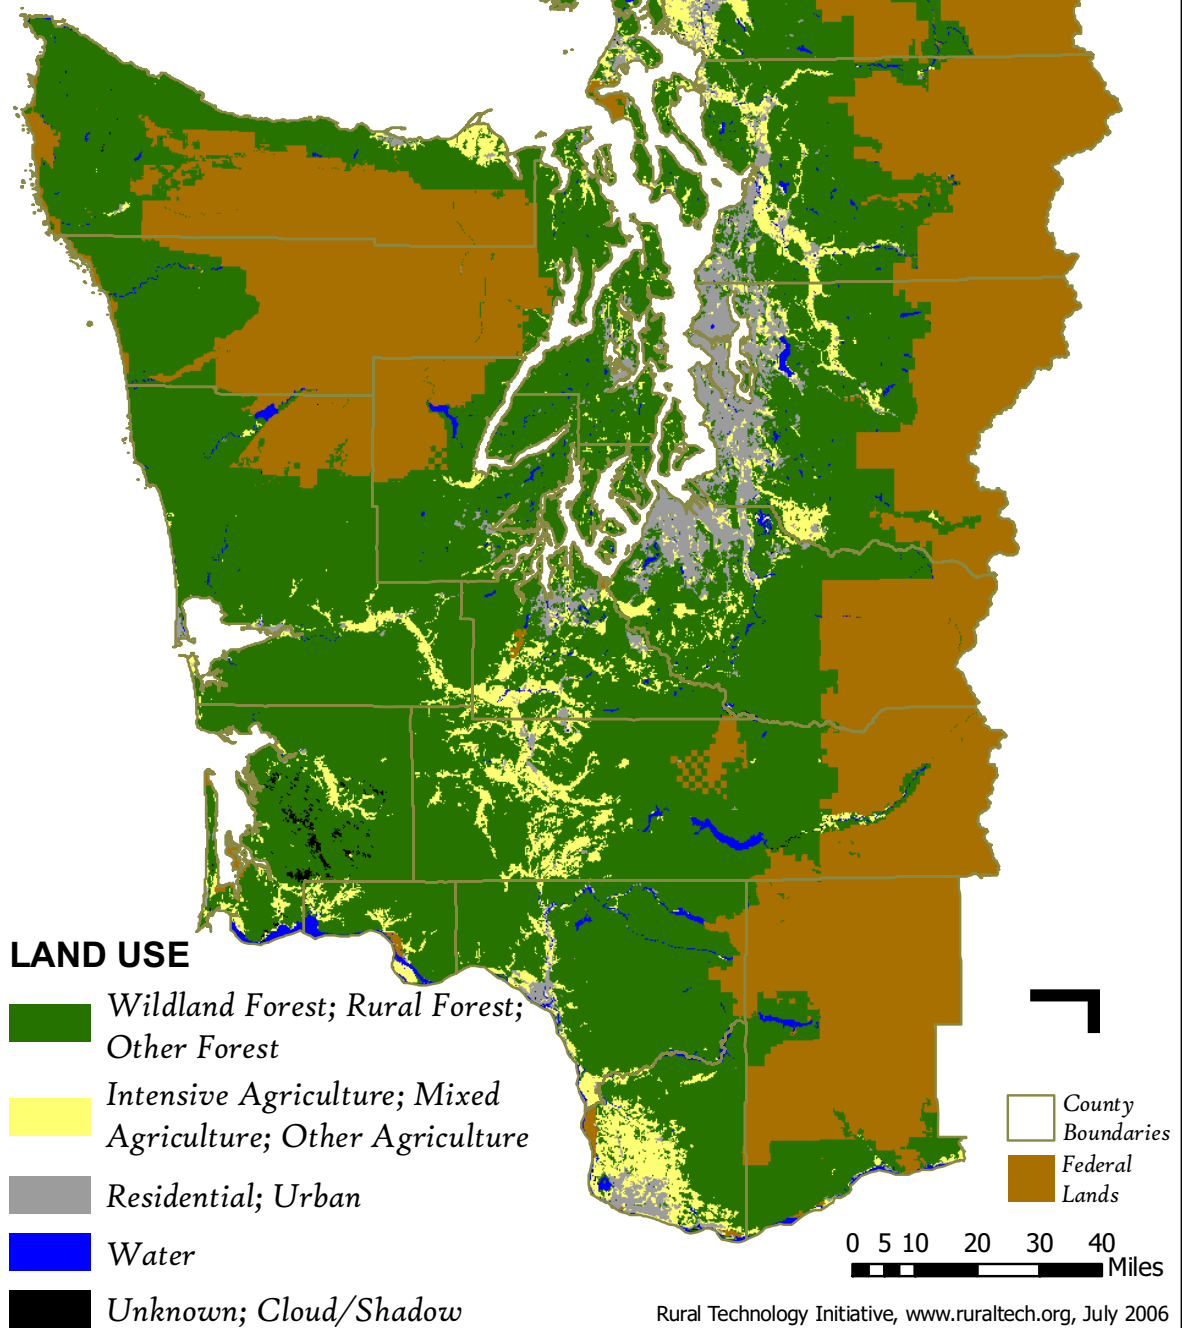 LAND USE
Wildland Forest; Rural Forest;
Other Forest
Intensive Agriculture; Mixed
Agriculture; Other Agriculture
Residential; Urban
Water
Unknown; Cloud/Shadow
County
Boundaries
Federal
Lands
0 5 10 20 30 40
Miles
Rural Technology Initiative, www.ruraltech.org, July 2006